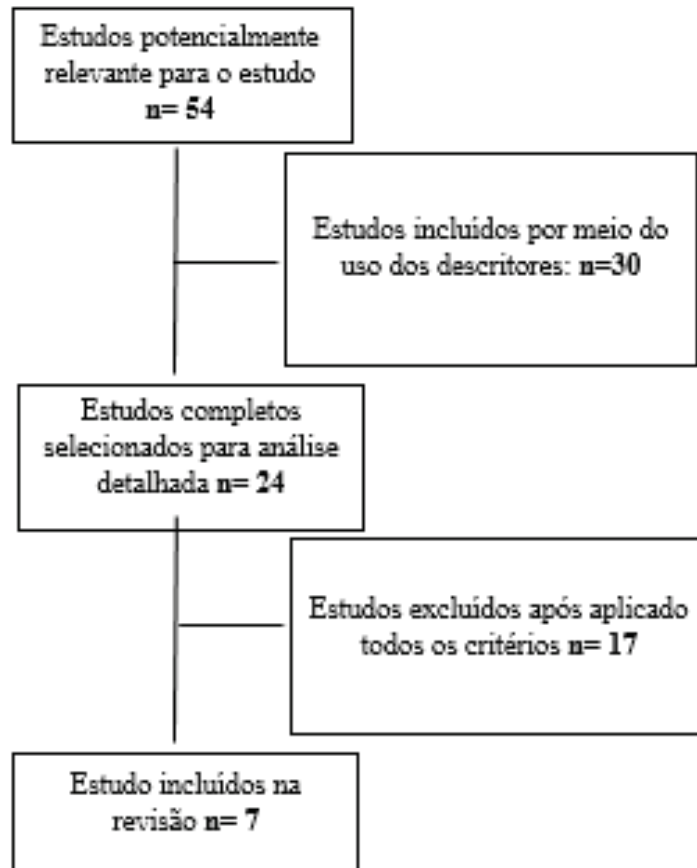 Estudos potencialmente
relevante para o estudo
n= 54
Estudos incluídos por meio do
uso dos descritores: n=30
Estudos completos
selecionados para análise
detalhada n= 24
Estudos excluídos após aplicado
todos os critérios n= 17
Estudo incluídos na
revisão n= 7